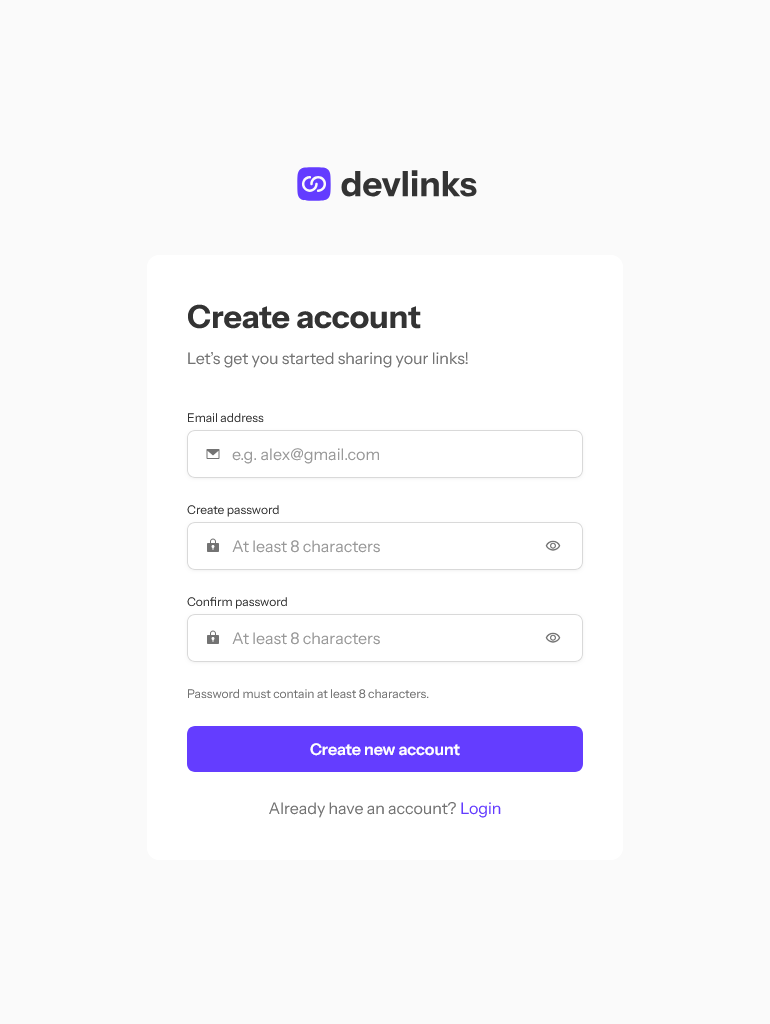 devlinks
Create account
Let’s get you started sharing your links!
Email address
e.g. alex@gmail.com
Create password
At least 8 characters
Confirm password
At least 8 characters
Password must contain at least 8 characters.
Create new account
Already have an account? Login